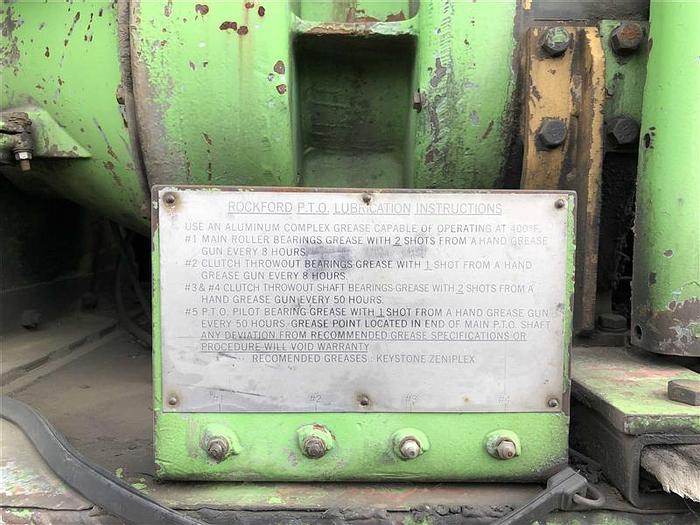 ROCKFORD P.T.O. LUBRICATION INSTRUCTIONS
USE AN ALUMINUM COMPLEX GREASE CAPABLE OF OPERATING AT 400°F.
#1 MAIN ROLLER BEARINGS GREASE WITH 2 SHOTS FROM A HAND GREASE
GUN EVERY 8 HOURS.
#2 CLUTCH THROWOUT BEARINGS GREASE WITH 1 SHOT FROM A HAND
GREASE GUN EVERY 8 HOURS.
#3 & #4 CLUTCH THROWOUT SHAFT BEARINGS GREASE WITH 2 SHOTS FROM A
HAND GREASE GUN EVERY 50 HOURS.
#5 P.T.O. PILOT BEARING GREASE WITH 1 SHOT FROM A HAND GREASE GUN
EVERY 50 HOURS. GREASE POINT LOCATED IN END OF MAIN P.T.O. SHAFT
ANY DEVIATION FROM RECOMMENDED GREASE SPECIFICATIONS OR
PROCEDURE WILL VOID WARRANTY
RECOMENDED GREASES: KEYSTONE ZENIPLEX
#1 #2 #3 #4